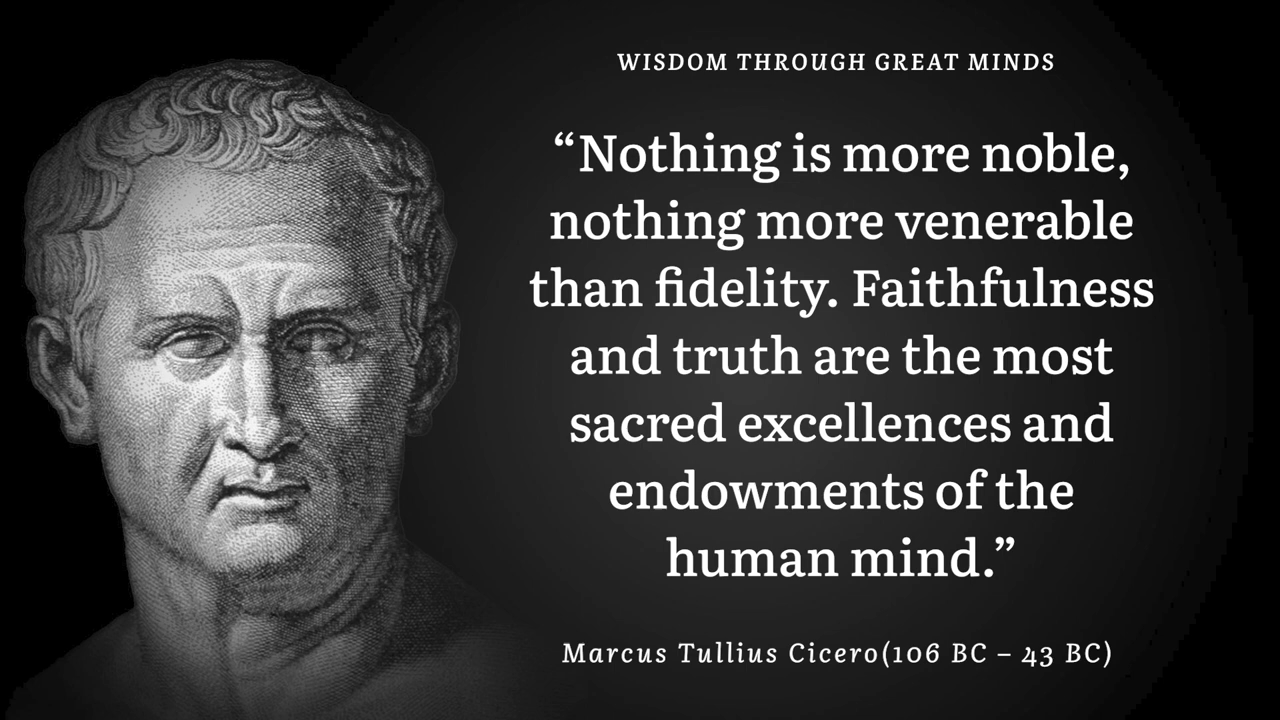 WISDOM THROUGH GREAT MINDS
“Nothing is more noble,
nothing more venerable
than fidelity. Faithfulness
and truth are the most
sacred excellences and
endowments of the
human mind.”
Marcus Tullius Cicero(106 BC – 43 BC)